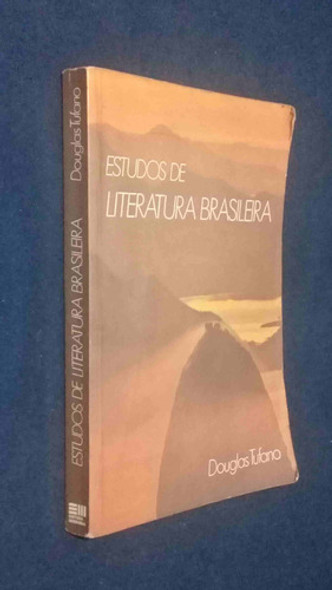 ESTUDOS DE
LITERATURA BRASILEIRA
Douglas Tufano
ESTUDOS DE LITERATURA BRASILEIRA
Douglas Tufano